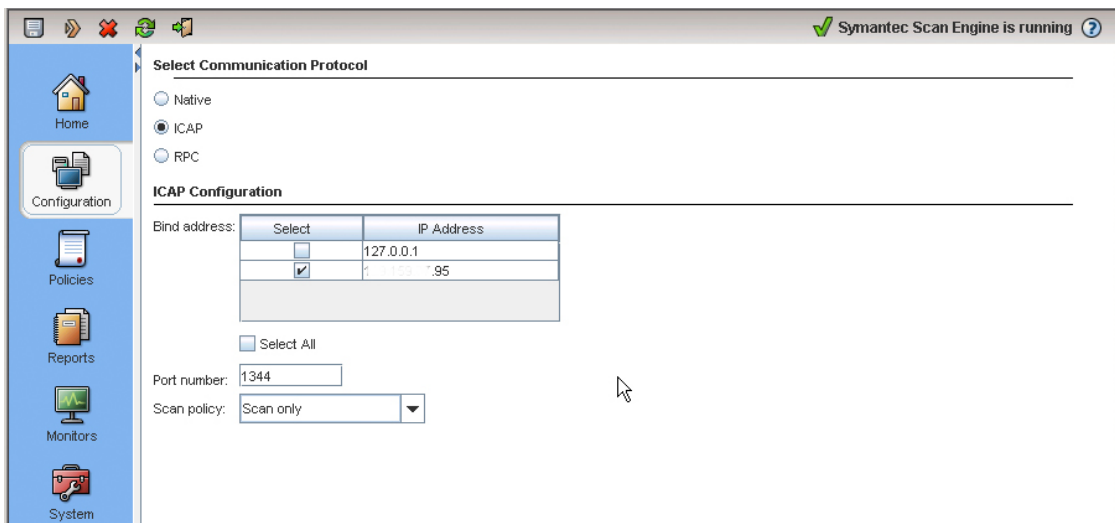 Symantec Scan Engine is running
Home
Configuration
Policies
Reports
Monitors
System
Select Communication Protocol
Native
ICAP
RPC
ICAP Configuration
Bind address:
Select IP Address
127.0.0.1
.95
Select All
Port number: 1344
Scan policy: Scan only